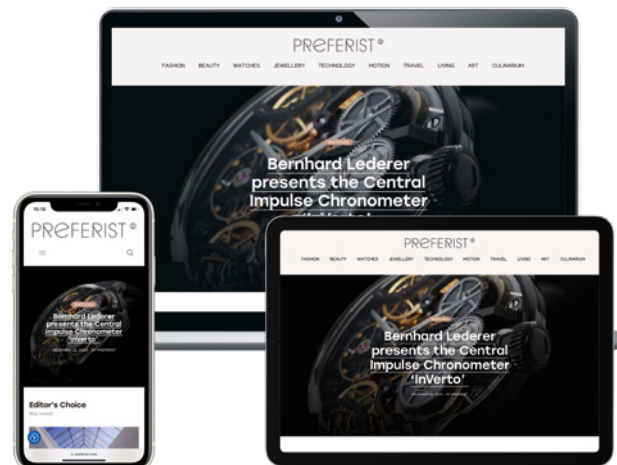 PREFERIST®
FASHION BEAUTY WATCHES JEWELLERY TECHNOLOGY MOTION TRAVEL LIVING ART CULINARIUM
Bernhard Lederer
presents the Central
Impulse Chronometer
'InVerto'
PREFERIST®
Bernhard Lederer
presents the Central
Impulse Chronometer
'InVerto'
Editor's Choice
PREFERIST®
FASHION BEAUTY WATCHES JEWELLERY TECHNOLOGY MOTION TRAVEL LIVING ART CULINARIUM
Bernhard Lederer
presents the Central
Impulse Chronometer
'InVerto'